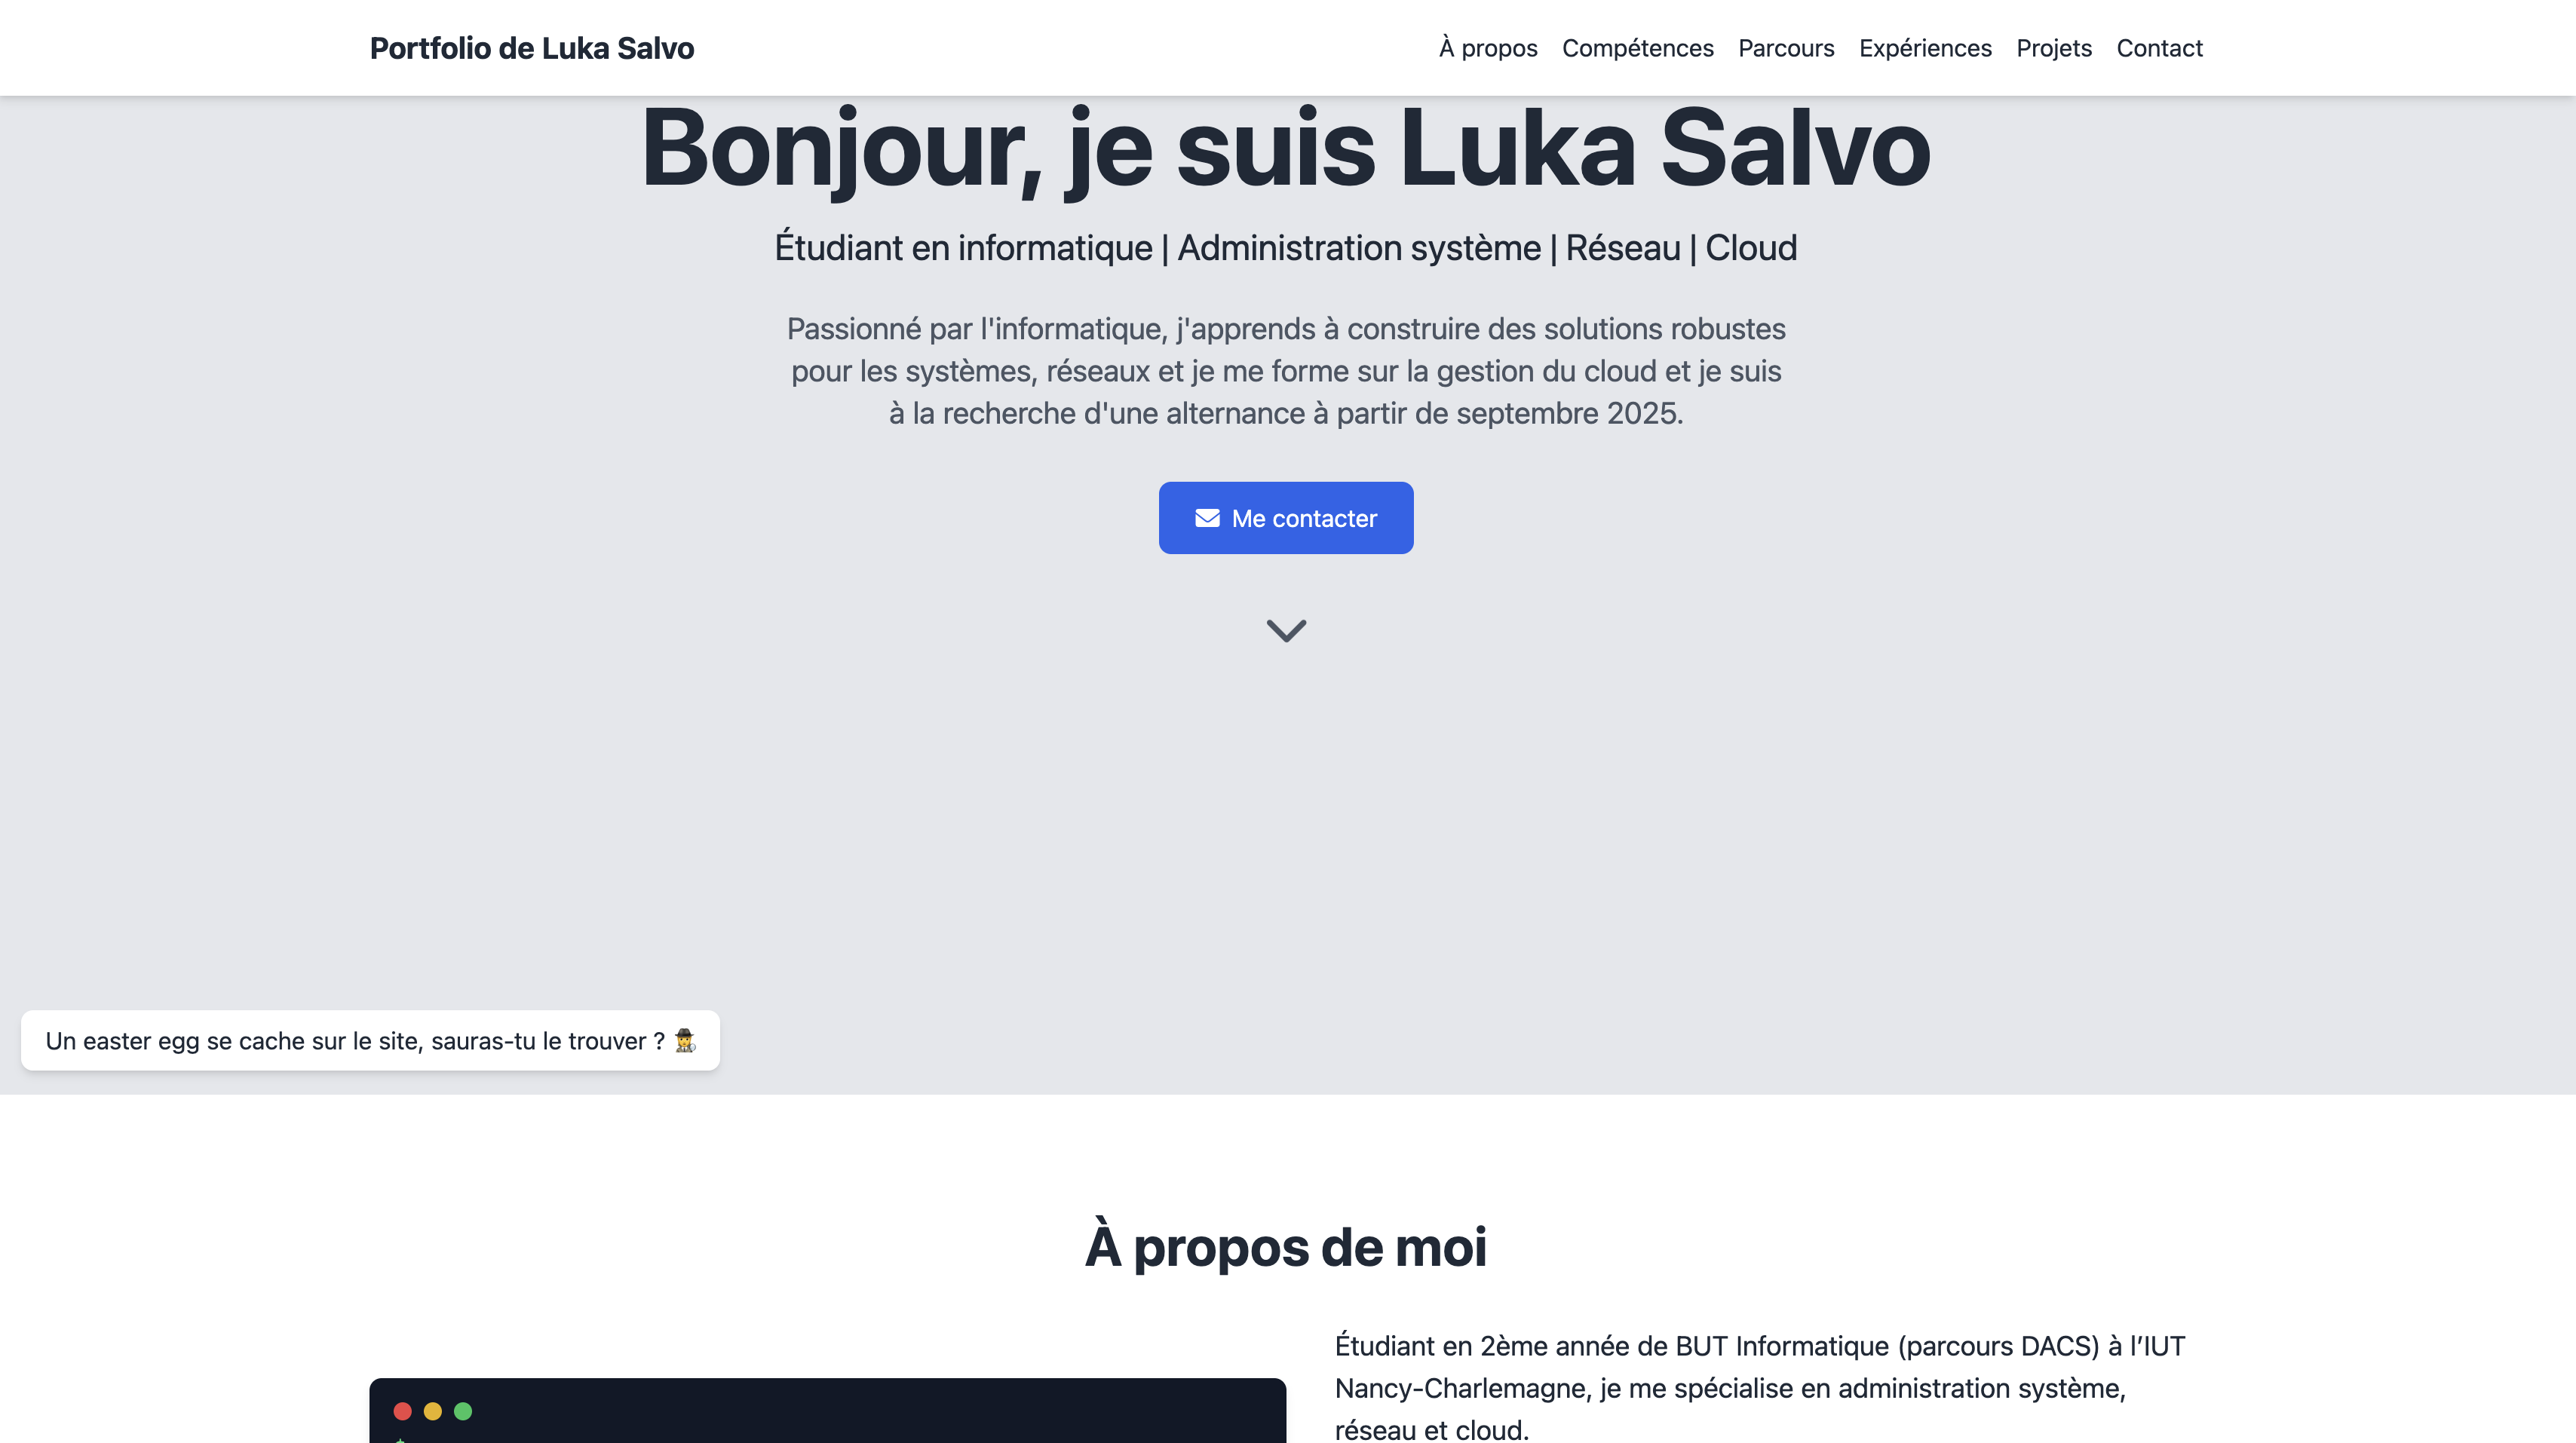 Portfolio de Luka Salvo
À propos Compétences Parcours Expériences Projets Contact
Bonjour, je suis Luka Salvo
Étudiant en informatique | Administration système | Réseau | Cloud
Passionné par l'informatique, j'apprends à construire des solutions robustes
pour les systèmes, réseaux et je me forme sur la gestion du cloud et je suis
à la recherche d'une alternance à partir de septembre 2025.
Me contacter
Un easter egg se cache sur le site, sauras-tu le trouver ? 🕵️
À propos de moi
Étudiant en 2ème année de BUT Informatique (parcours DACS) à l’IUT
Nancy-Charlemagne, je me spécialise en administration système,
réseau et cloud.